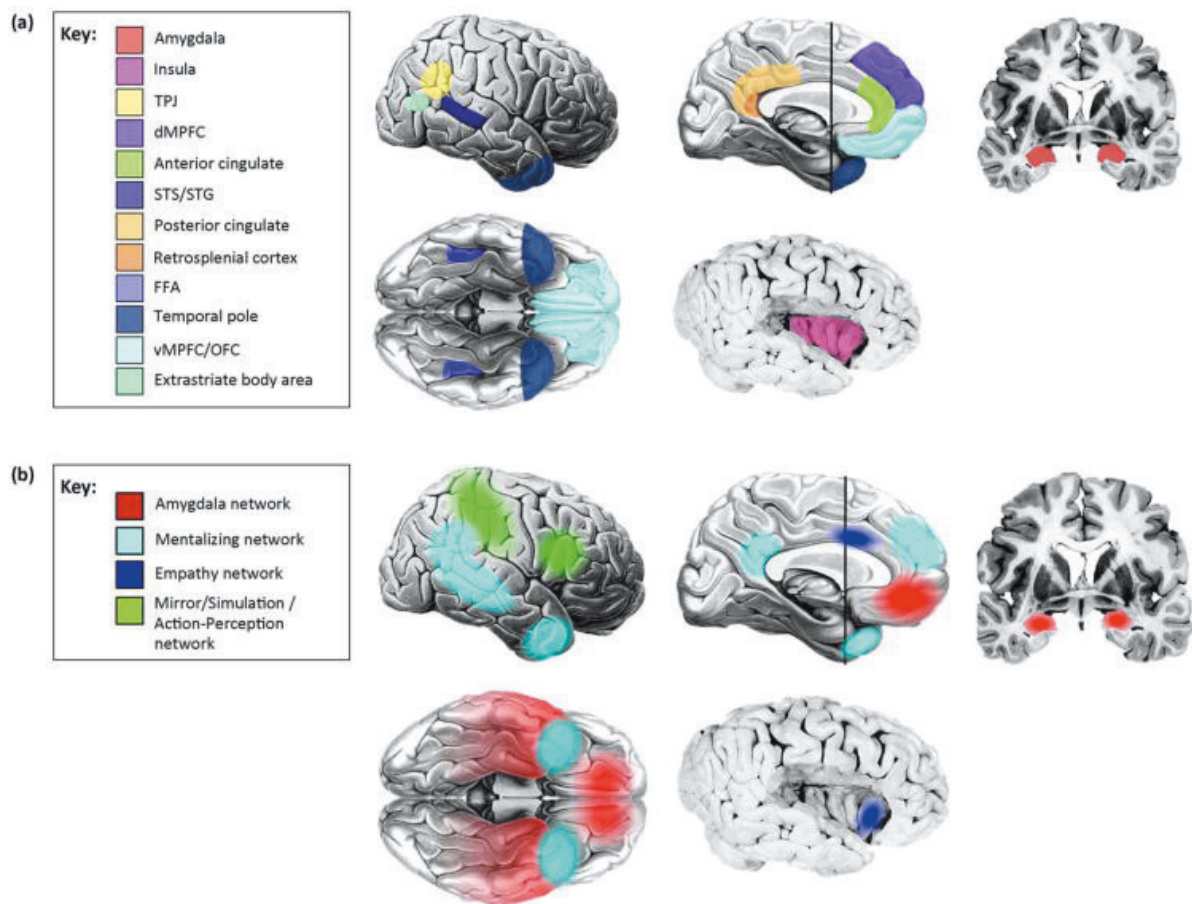 (a)
Key:
Amygdala
Insula
TPJ
dMPFC
Anterior cingulate
STS/STG
Posterior cingulate
Retrosplenial cortex
FFA
Temporal pole
vMPFC/OFC
Extrastriate body area
(b)
Key:
Amygdala network
Mentalizing network
Empathy network
Mirror/Simulation /
Action-Perception
network